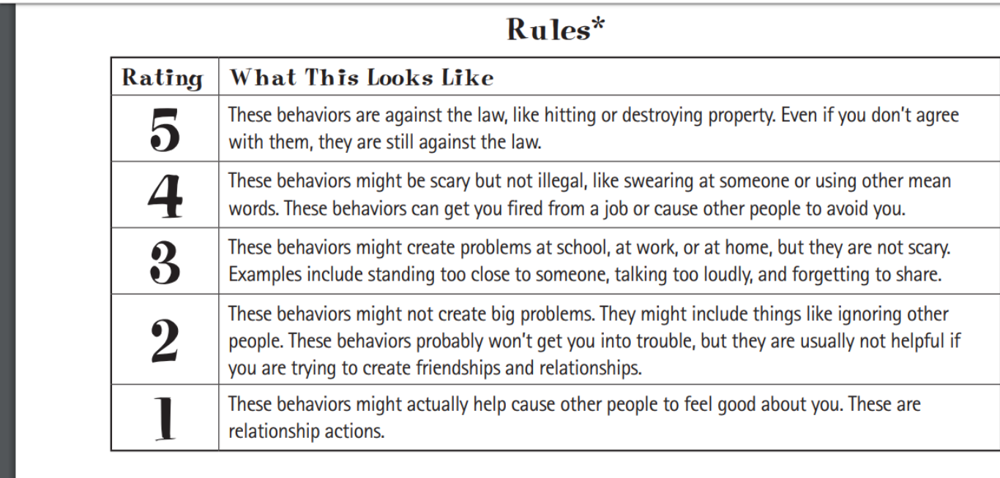 Rules*
Rating What This Looks Like
5
These behaviors are against the law, like hitting or destroying property. Even if you don't agree
with them, they are still against the law.
4
These behaviors might be scary but not illegal, like swearing at someone or using other mean
words. These behaviors can get you fired from a job or cause other people to avoid you.
3
These behaviors might create problems at school, at work, or at home, but they are not scary.
Examples include standing too close to someone, talking too loudly, and forgetting to share.
2
These behaviors might not create big problems. They might include things like ignoring other
people. These behaviors probably won't get you into trouble, but they are usually not helpful if
you are trying to create friendships and relationships.
1
These behaviors might actually help cause other people to feel good about you. These are
relationship actions.